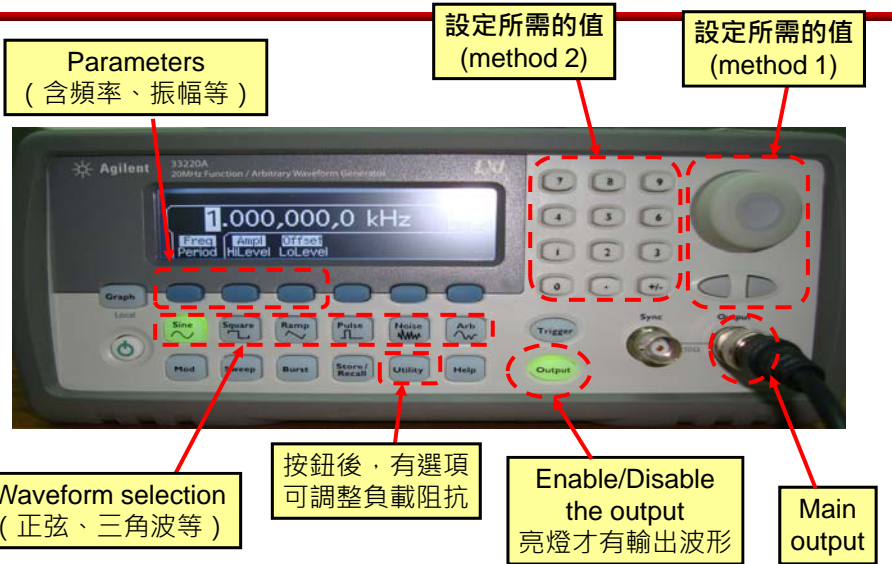 設定所需的值
(method 2)
設定所需的值
(method 1)
Parameters
(含頻率、振幅等)
Agilent
33220A
20MHz Function / Arbitrary Waveform Generator
LXI
1.000,000,0 kHz
Freq Ampl Offset
Period HiLevel LoLevel
7 8 9
4 5 6
1 2 3
0 . +/-
Graph
Local
Sine Square Ramp Pulse Noise Arb
Trigger
Sync
Output
Mod Sweep Burst Store/
Recall Utility Help
Output
Waveform selection
(正弦、三角波等)
按鈕後，有選項
可調整負載阻抗
Enable/Disable
the output
亮燈才有輸出波形
Main
output